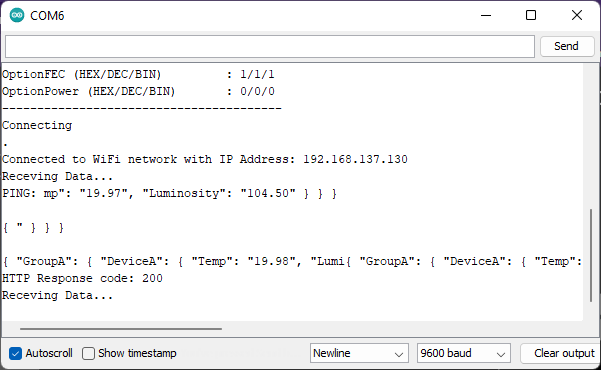 COM6
Send
OptionFEC (HEX/DEC/BIN)         : 1/1/1
OptionPower (HEX/DEC/BIN)       : 0/0/0
----------------------------------------
Connecting
.
Connected to WiFi network with IP Address: 192.168.137.130
Receving Data...
PING: mp": "19.97", "Luminosity": "104.50" } } }
{ " } } }
{ "GroupA": { "DeviceA": { "Temp": "19.98", "Lumi{ "GroupA": { "DeviceA": { "Temp":
HTTP Response code: 200
Receving Data...
Autoscroll
Show timestamp
Newline
9600 baud
Clear output